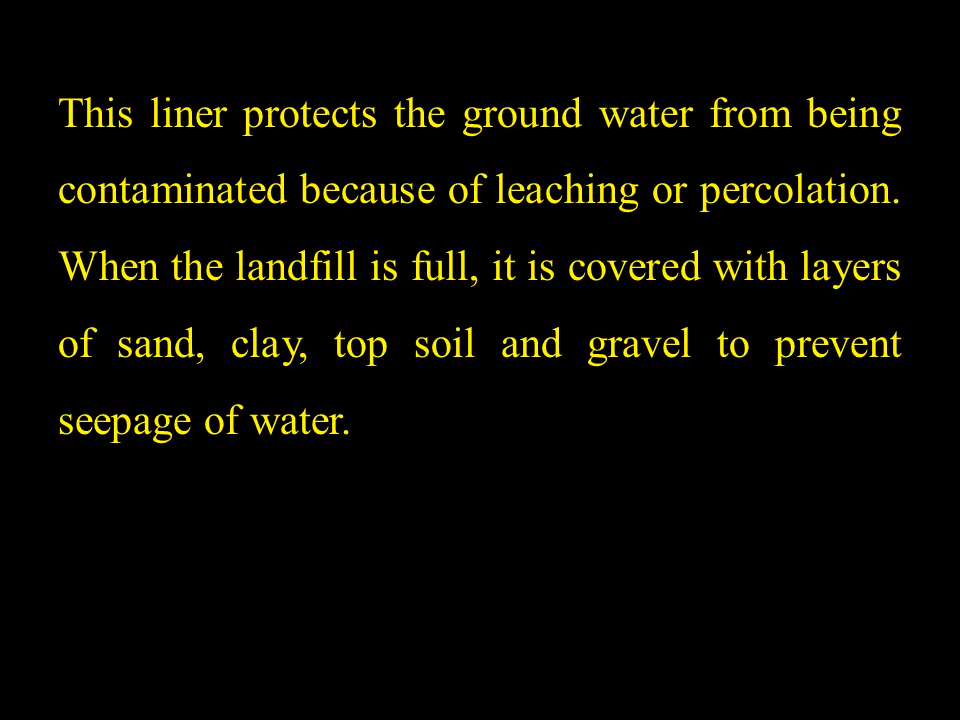 This liner protects the ground water from being
contaminated because of leaching or percolation.
When the landfill is full, it is covered with layers
of sand, clay, top soil and gravel to prevent
seepage of water.